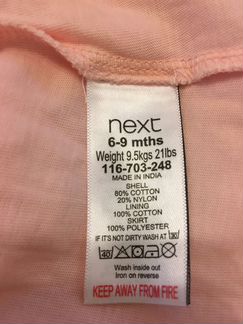 next
6-9 mths
Weight 9.5kgs 21lbs
116-703-248
MADE IN INDIA
SHELL
80% COTTON
20% NYLON
LINING
100% COTTON
SKIRT
100% POLYESTER
IF IT'S NOT DIRTY WASH AT 30
40
Wash inside out
Iron on reverse
KEEP AWAY FROM FIRE